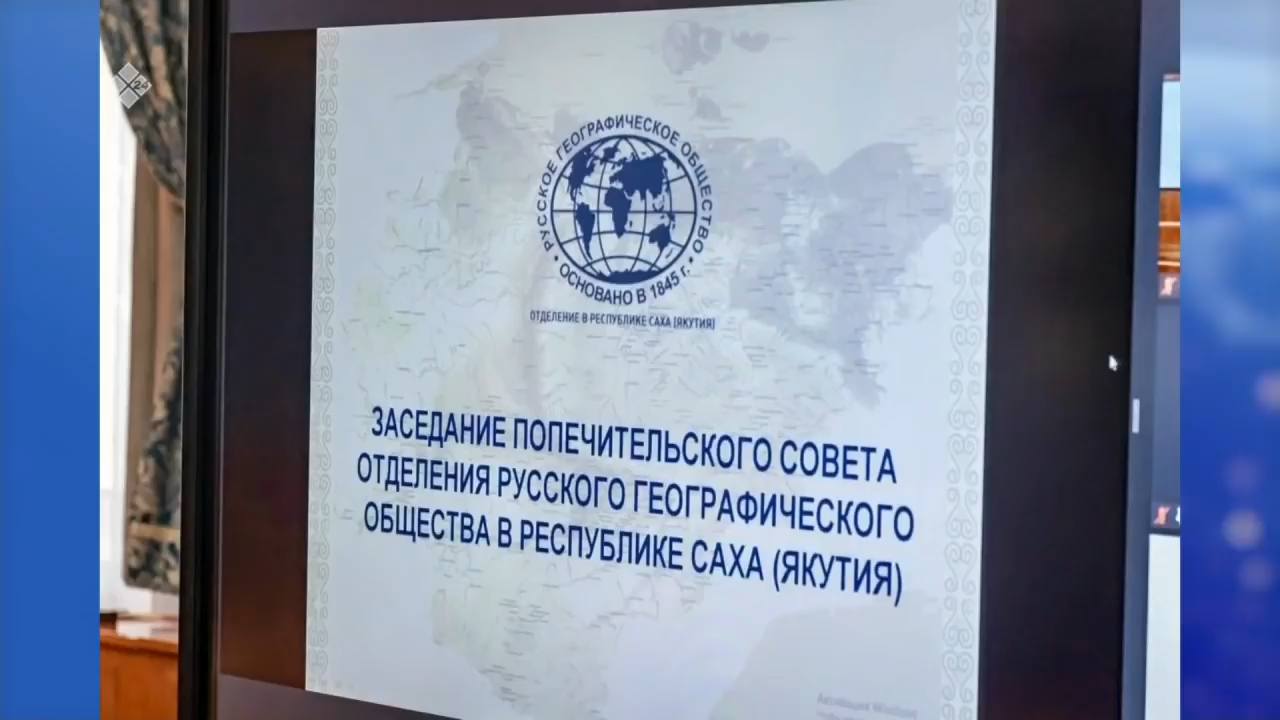 24
РУССКОЕ ГЕОГРАФИЧЕСКОЕ ОБЩЕСТВО
• ОСНОВАНО В 1845 г. •
ОТДЕЛЕНИЕ В РЕСПУБЛИКЕ САХА (ЯКУТИЯ)
ЗАСЕДАНИЕ ПОПЕЧИТЕЛЬСКОГО СОВЕТА
ОТДЕЛЕНИЯ РУССКОГО ГЕОГРАФИЧЕСКОГО
ОБЩЕСТВА В РЕСПУБЛИКЕ САХА (ЯКУТИЯ)